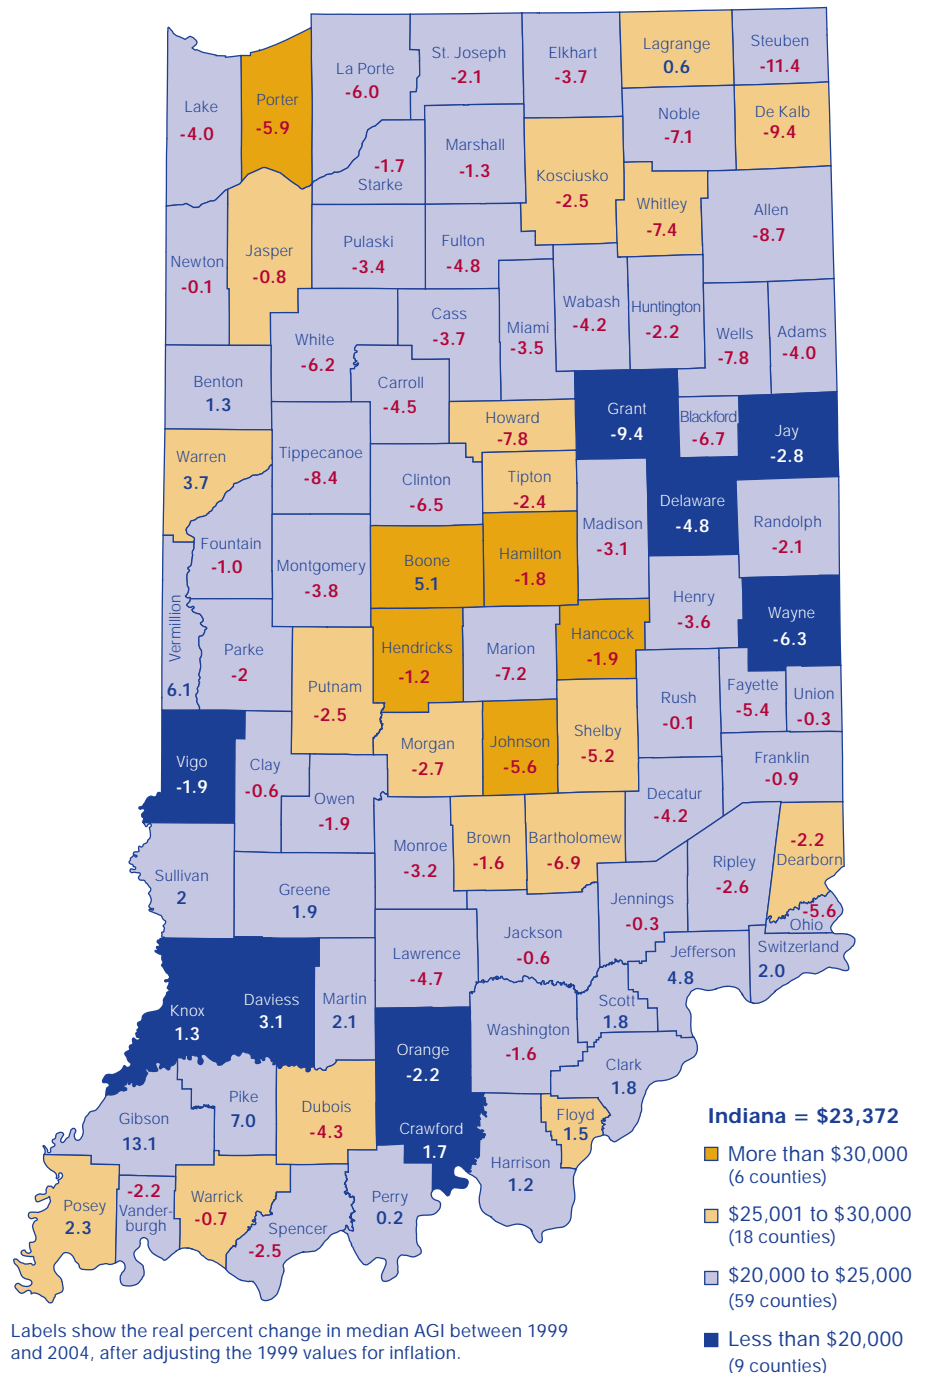 Lake
-4.0
Porter
-5.9
La Porte
-6.0
St. Joseph
-2.1
Elkhart
-3.7
Lagrange
0.6
Steuben
-11.4
Noble
-7.1
De Kalb
-9.4
-1.7
Starke
Marshall
-1.3
Kosciusko
-2.5
Whitley
-7.4
Allen
-8.7
Newton
-0.1
Jasper
-0.8
Pulaski
-3.4
Fulton
-4.8
White
-6.2
Cass
-3.7
Miami
-3.5
Wabash
-4.2
Huntington
-2.2
Wells
-7.8
Adams
-4.0
Benton
1.3
Carroll
-4.5
Howard
-7.8
Grant
-9.4
Blackford
-6.7
Jay
-2.8
Warren
3.7
Tippecanoe
-8.4
Clinton
-6.5
Tipton
-2.4
Madison
-3.1
Delaware
-4.8
Randolph
-2.1
Fountain
-1.0
Montgomery
-3.8
Boone
5.1
Hamilton
-1.8
Vermillion
6.1
Parke
-2
Putnam
-2.5
Hendricks
-1.2
Marion
-7.2
Hancock
-1.9
Henry
-3.6
Wayne
-6.3
Rush
-0.1
Fayette
-5.4
Union
-0.3
Vigo
-1.9
Clay
-0.6
Owen
-1.9
Morgan
-2.7
Johnson
-5.6
Shelby
-5.2
Decatur
-4.2
Franklin
-0.9
Sullivan
2
Greene
1.9
Monroe
-3.2
Brown
-1.6
Bartholomew
-6.9
Jennings
-0.3
Ripley
-2.6
-2.2
Dearborn
-5.6
Ohio
Knox
1.3
Daviess
3.1
Martin
2.1
Lawrence
-4.7
Jackson
-0.6
Jefferson
4.8
Switzerland
2.0
Orange
-2.2
Washington
-1.6
Scott
1.8
Clark
1.8
Gibson
13.1
Pike
7.0
Dubois
-4.3
Crawford
1.7
Harrison
1.2
Floyd
1.5
Posey
2.3
-2.2
Vander-
burgh
Warrick
-0.7
Spencer
-2.5
Perry
0.2
Indiana = $23,372
More than $30,000
(6 counties)
$25,001 to $30,000
(18 counties)
$20,000 to $25,000
(59 counties)
Less than $20,000
(9 counties)
Labels show the real percent change in median AGI between 1999
and 2004, after adjusting the 1999 values for inflation.